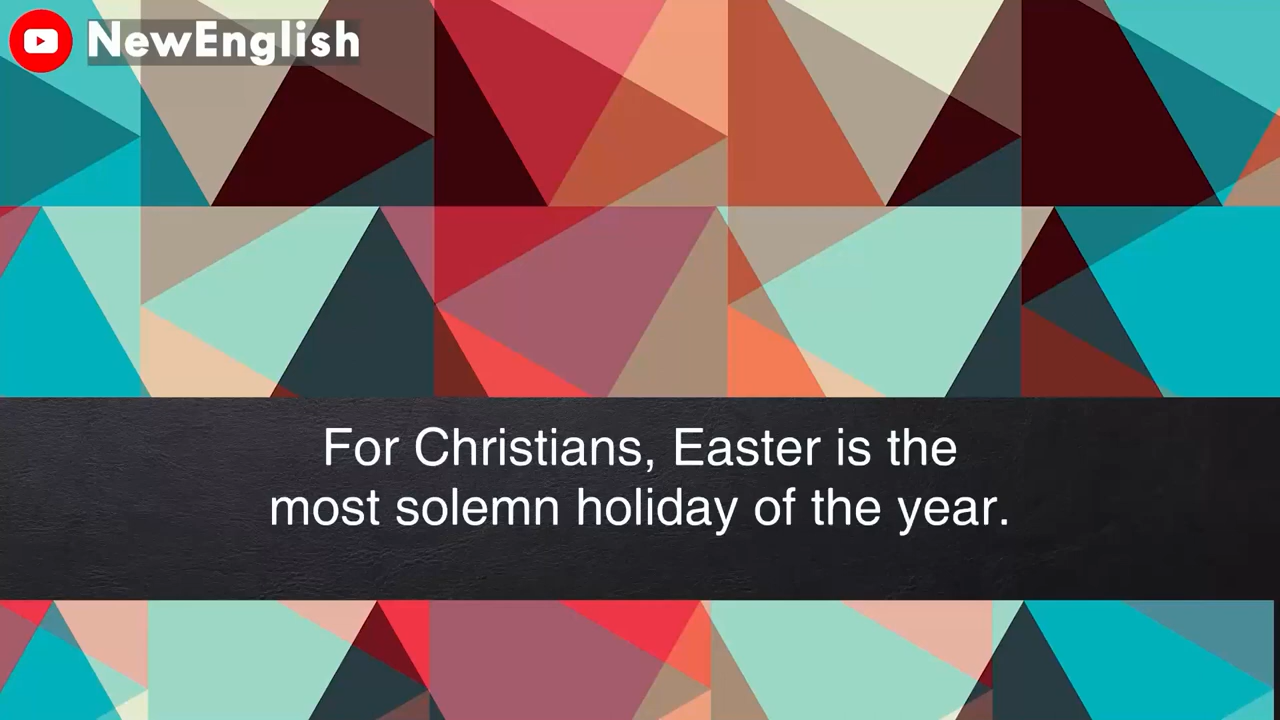 NewEnglish
For Christians, Easter is the
most solemn holiday of the year.